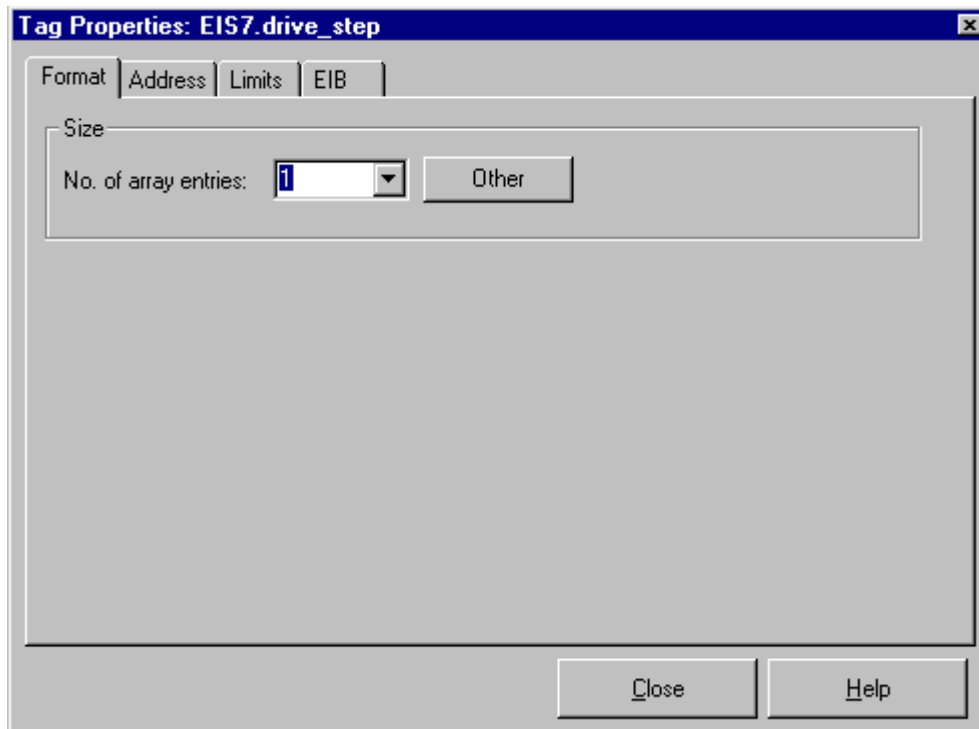 Tag Properties: EIS7.drive_step
Format Address Limits EIB
Size
No. of array entries: 1 Other
Close Help